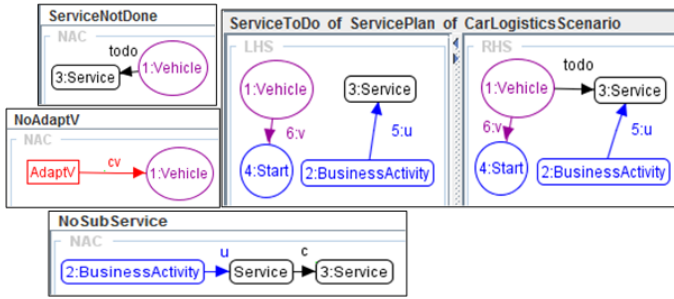 ServiceNotDone
NAC
todo
3:Service
1:Vehicle
NoAdaptV
NAC
AdaptV
cv
1:Vehicle
ServiceToDo of ServicePlan of CarLogisticsScenario
LHS
1:Vehicle
3:Service
6:v
5:u
4:Start
2:BusinessActivity
RHS
todo
1:Vehicle
3:Service
6:v
5:u
4:Start
2:BusinessActivity
NoSubService
NAC
u
c
2:BusinessActivity
Service
3:Service